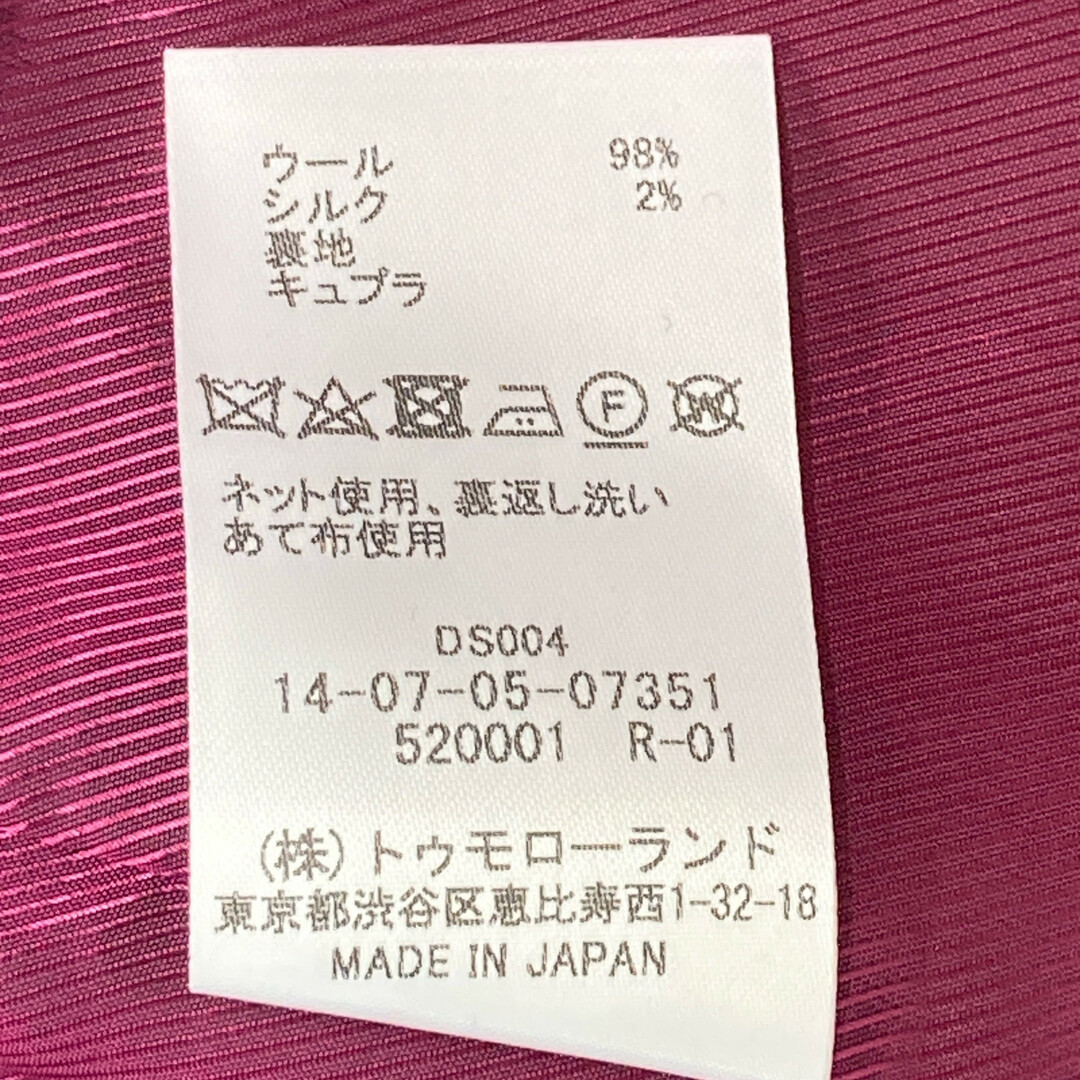 ウール 98%
シルク 2%
裏地
キュプラ
F W
ネット使用、裏返し洗い
あて布使用
DS004
14-07-05-07351
520001 R-01
(株)トゥモローランド
東京都渋谷区恵比寿西1-32-18
MADE IN JAPAN